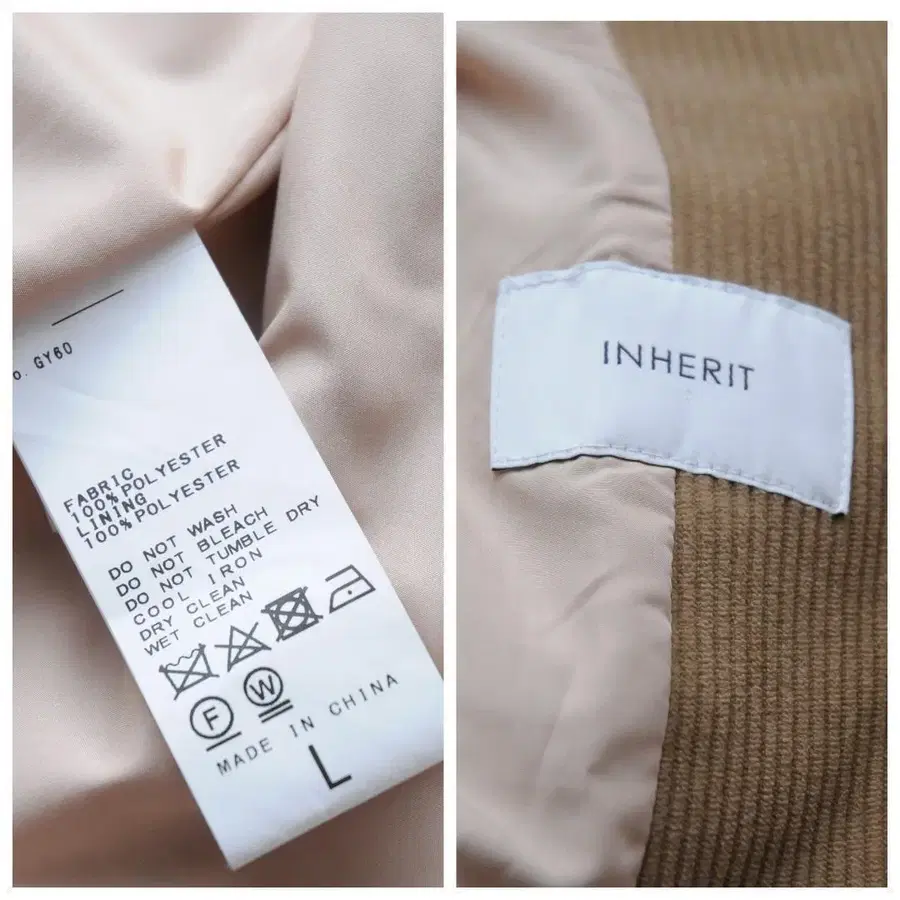 o. GY60
FABRIC
100%POLYESTER
LINING
100%POLYESTER
DO NOT WASH
DO NOT BLEACH
DO NOT TUMBLE DRY
COOL IRON
DRY CLEAN
WET CLEAN
F W
MADE IN CHINA
L
INHERIT